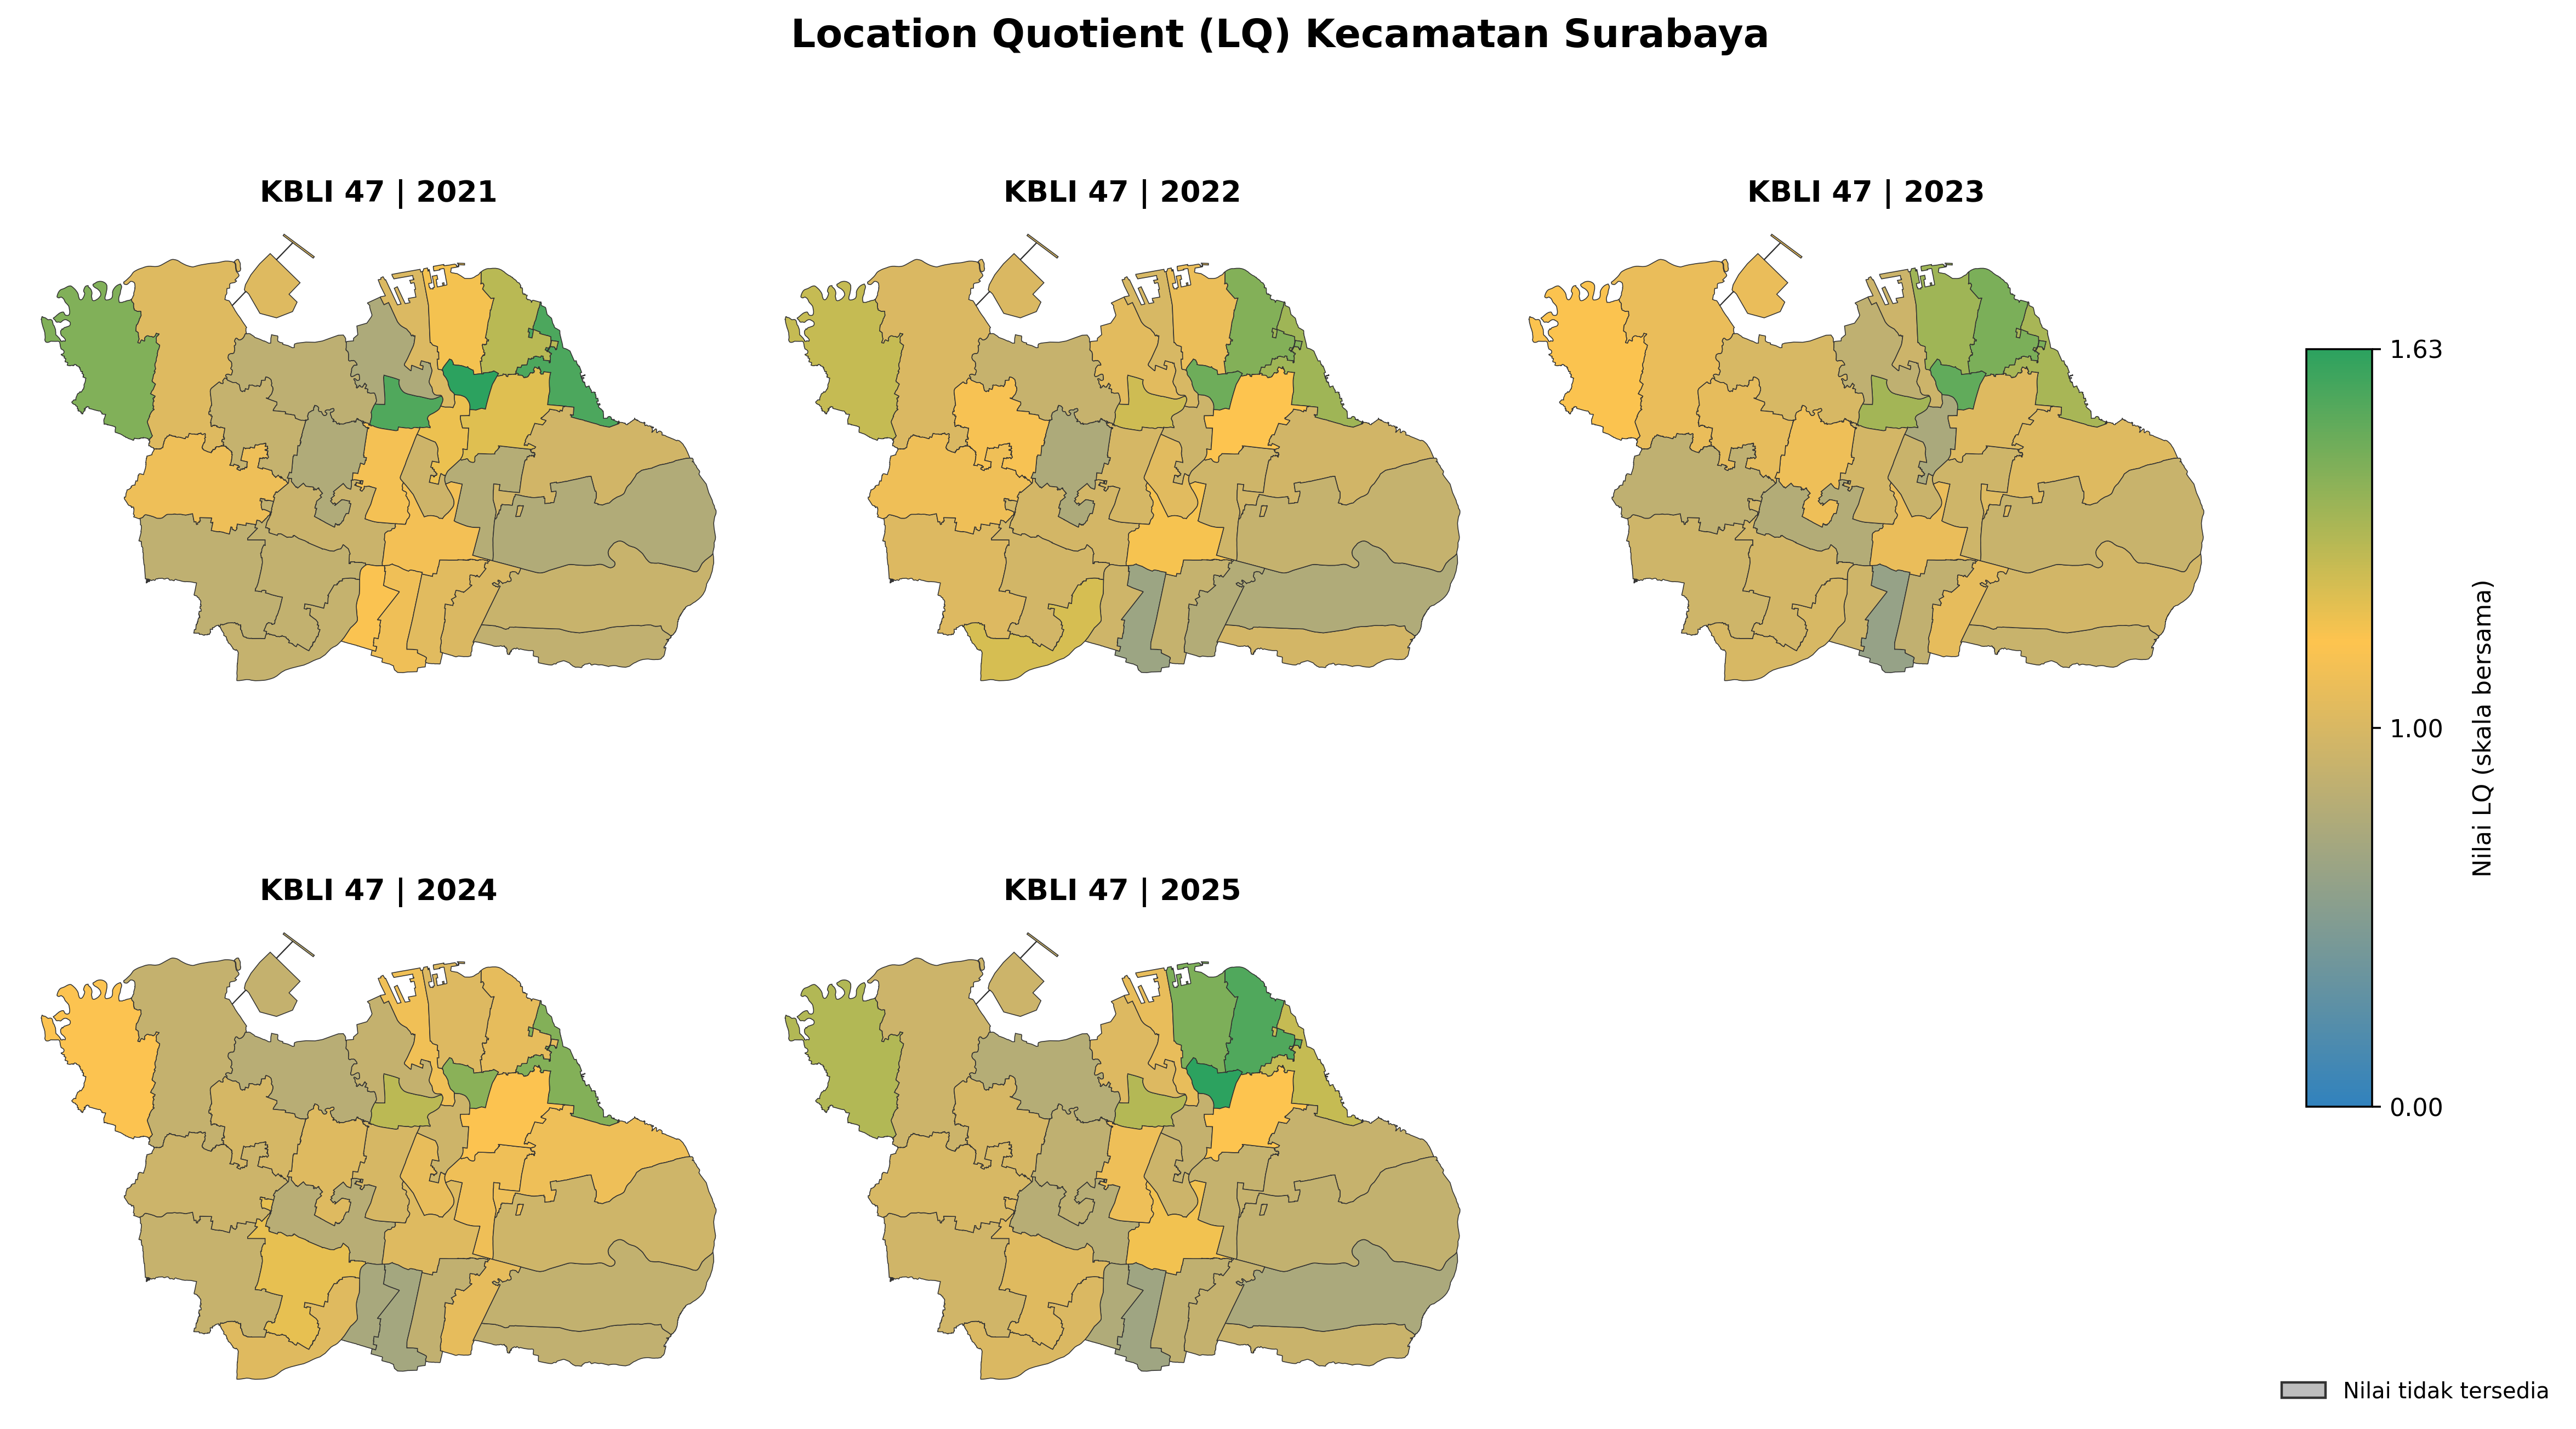 Location Quotient (LQ) Kecamatan Surabaya
KBLI 47 | 2021
KBLI 47 | 2022
KBLI 47 | 2023
KBLI 47 | 2024
KBLI 47 | 2025
1.63
1.00
0.00
Nilai LQ (skala bersama)
Nilai tidak tersedia